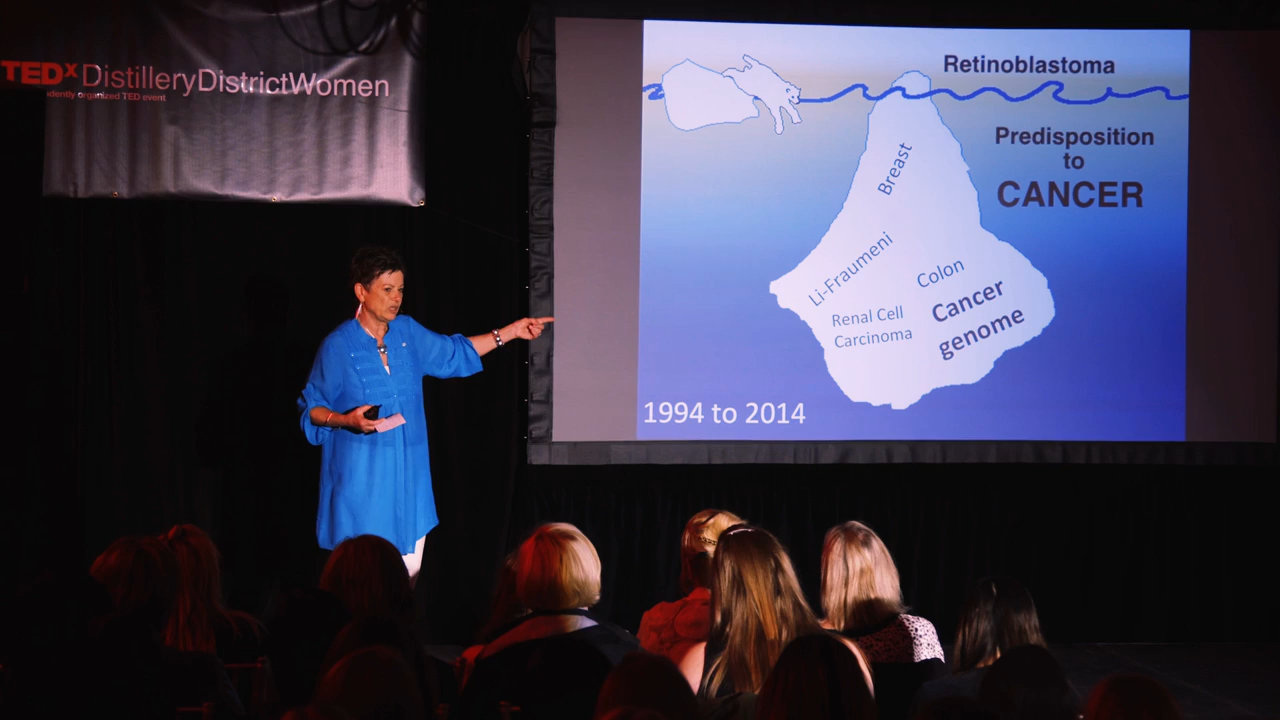 TEDx DistilleryDistrictWomen
dently organized TED event
Retinoblastoma
Predisposition
to
CANCER
Breast
Li-Fraumeni
Colon
Renal Cell
Carcinoma
Cancer
genome
1994 to 2014